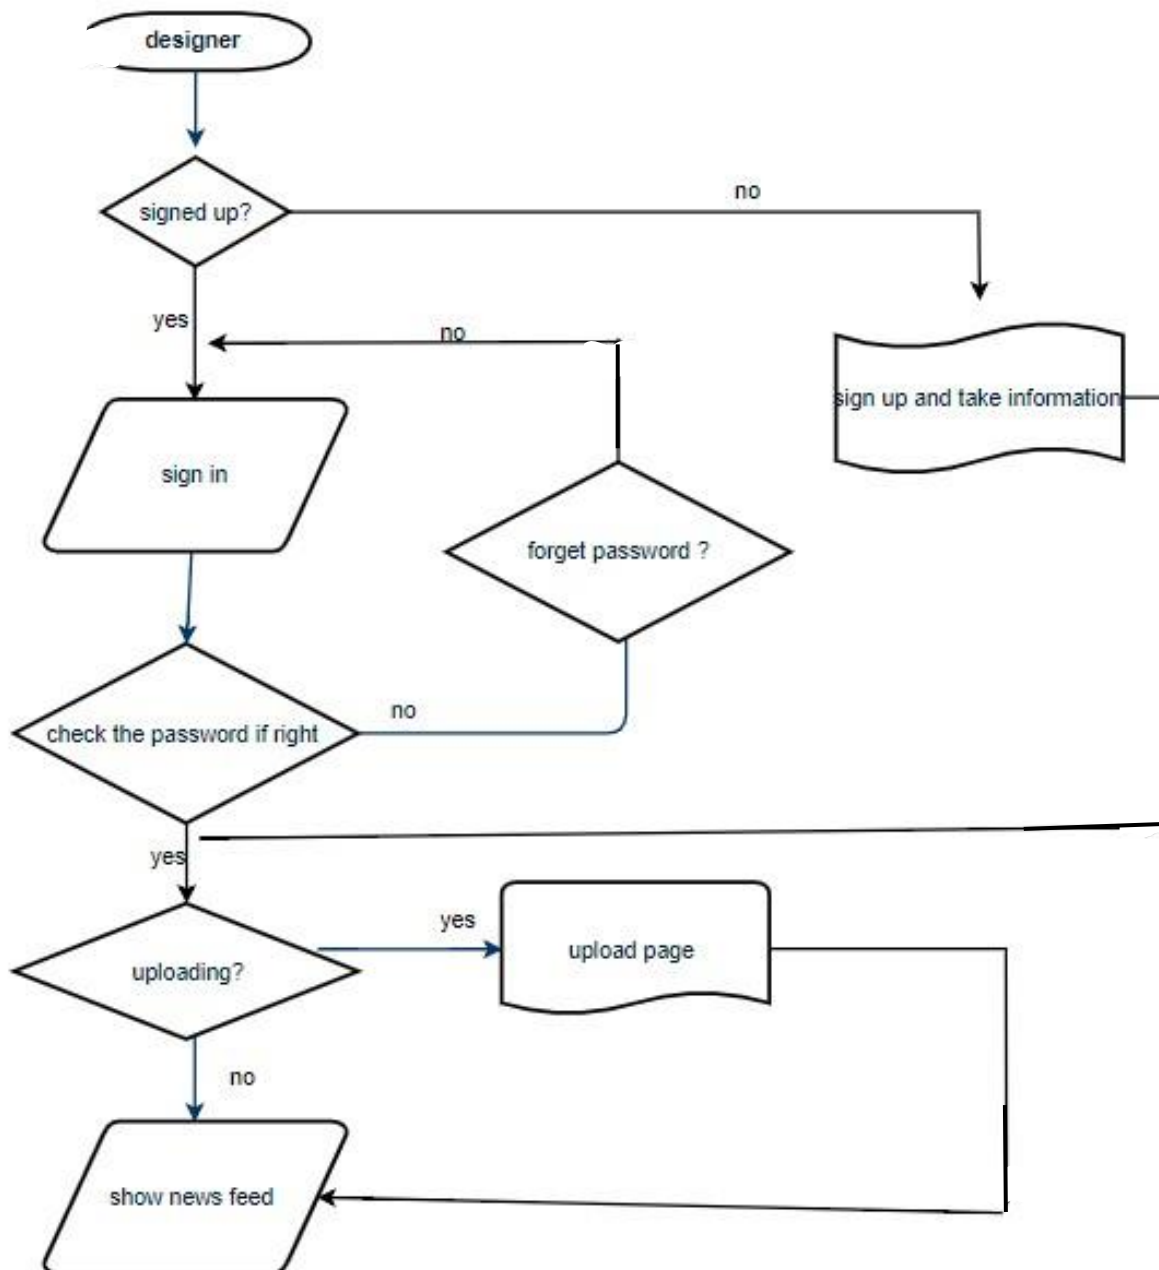 designer
signed up?
no
yes
no
sign up and take information
sign in
forget password ?
no
check the password if right
yes
yes
upload page
uploading?
no
show news feed